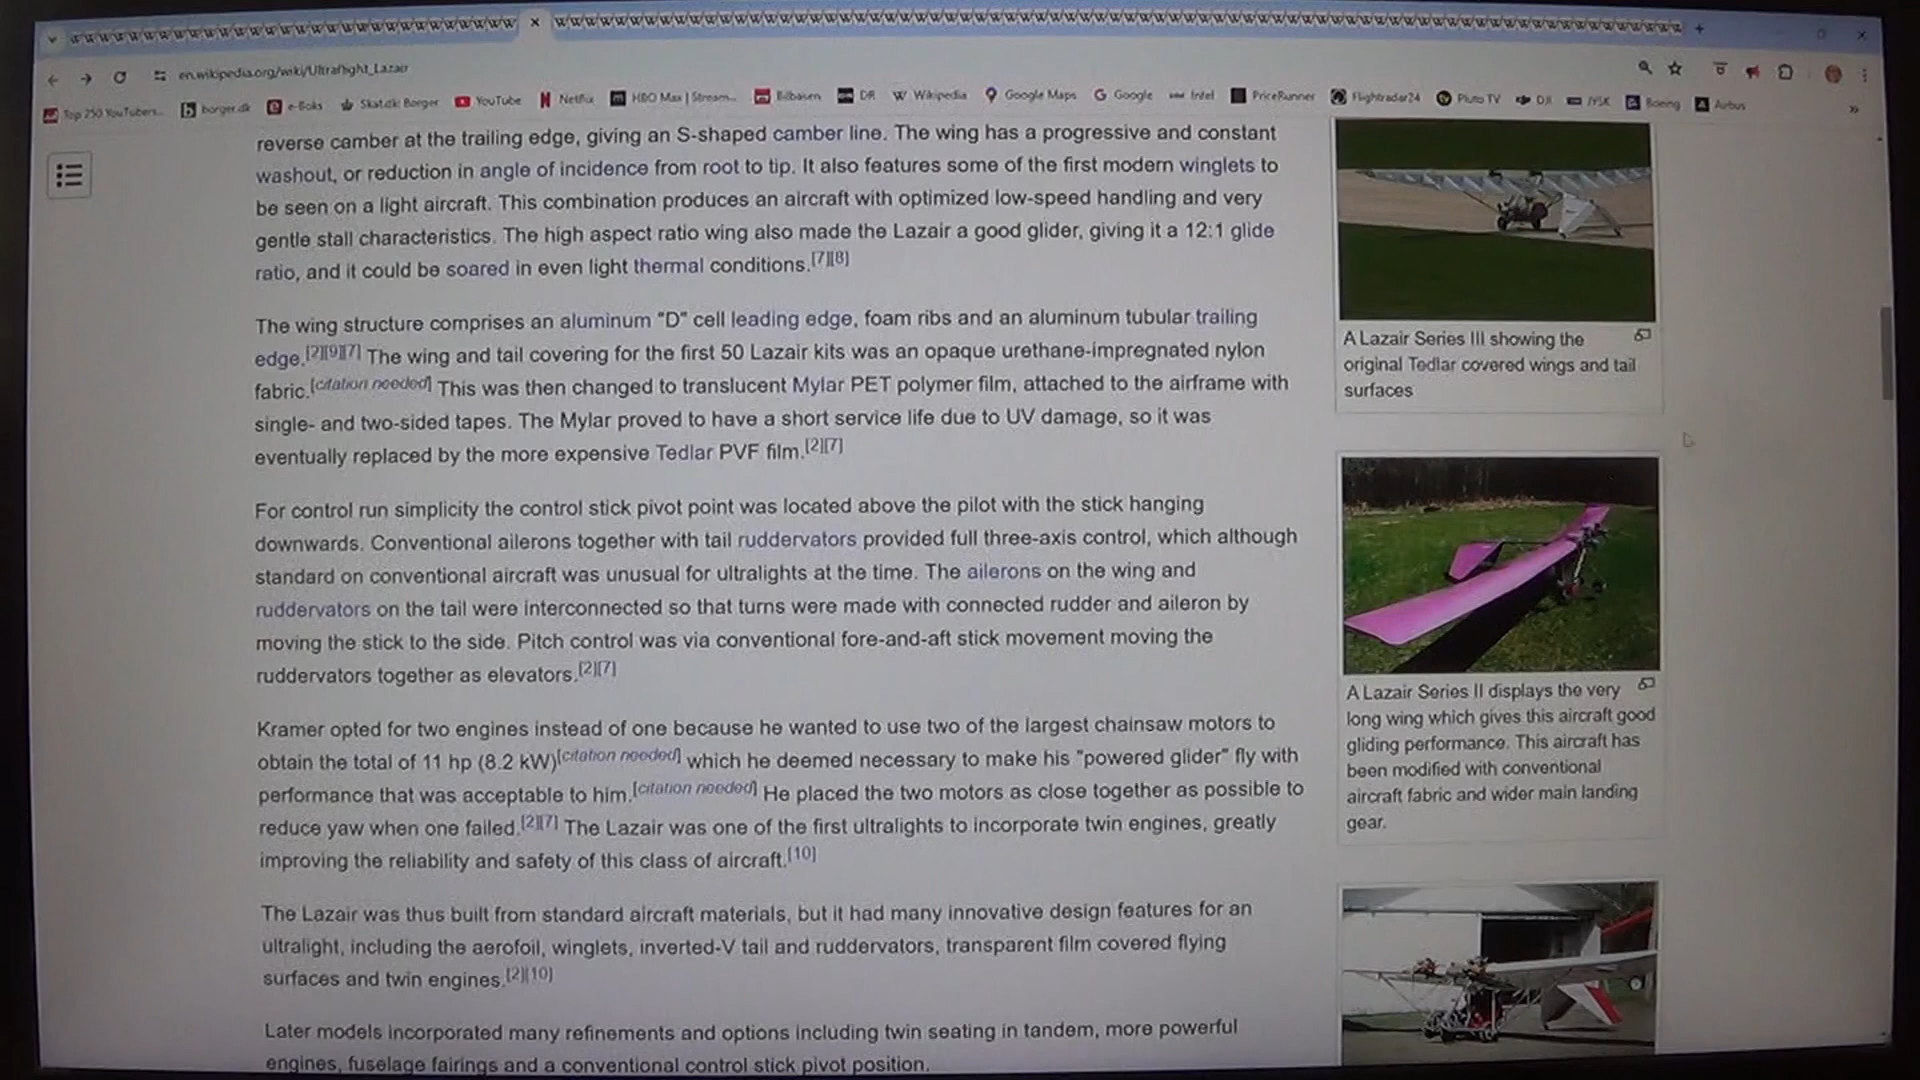 en.wikipedia.org/wiki/Ultraflight_Lazair
Top 250 YouTubers... borger.dk e-Boks Skat.dk: Borger YouTube Netflix HBO Max | Stream... Bilbasen DR Wikipedia Google Maps Google Intel PriceRunner Flightradar24 Pluto TV DJI JYSK Boeing Airbus
reverse camber at the trailing edge, giving an S-shaped camber line. The wing has a progressive and constant
washout, or reduction in angle of incidence from root to tip. It also features some of the first modern winglets to
be seen on a light aircraft. This combination produces an aircraft with optimized low-speed handling and very
gentle stall characteristics. The high aspect ratio wing also made the Lazair a good glider, giving it a 12:1 glide
ratio, and it could be soared in even light thermal conditions.[7][8]
The wing structure comprises an aluminum "D" cell leading edge, foam ribs and an aluminum tubular trailing
edge.[2][9][7] The wing and tail covering for the first 50 Lazair kits was an opaque urethane-impregnated nylon
fabric.[citation needed] This was then changed to translucent Mylar PET polymer film, attached to the airframe with
single- and two-sided tapes. The Mylar proved to have a short service life due to UV damage, so it was
eventually replaced by the more expensive Tedlar PVF film.[2][7]
For control run simplicity the control stick pivot point was located above the pilot with the stick hanging
downwards. Conventional ailerons together with tail ruddervators provided full three-axis control, which although
standard on conventional aircraft was unusual for ultralights at the time. The ailerons on the wing and
ruddervators on the tail were interconnected so that turns were made with connected rudder and aileron by
moving the stick to the side. Pitch control was via conventional fore-and-aft stick movement moving the
ruddervators together as elevators.[2][7]
Kramer opted for two engines instead of one because he wanted to use two of the largest chainsaw motors to
obtain the total of 11 hp (8.2 kW)[citation needed] which he deemed necessary to make his "powered glider" fly with
performance that was acceptable to him.[citation needed] He placed the two motors as close together as possible to
reduce yaw when one failed.[2][7] The Lazair was one of the first ultralights to incorporate twin engines, greatly
improving the reliability and safety of this class of aircraft.[10]
The Lazair was thus built from standard aircraft materials, but it had many innovative design features for an
ultralight, including the aerofoil, winglets, inverted-V tail and ruddervators, transparent film covered flying
surfaces and twin engines.[2][10]
Later models incorporated many refinements and options including twin seating in tandem, more powerful
engines, fuselage fairings and a conventional control stick pivot position.
A Lazair Series III showing the
original Tedlar covered wings and tail
surfaces
A Lazair Series II displays the very
long wing which gives this aircraft good
gliding performance. This aircraft has
been modified with conventional
aircraft fabric and wider main landing
gear.